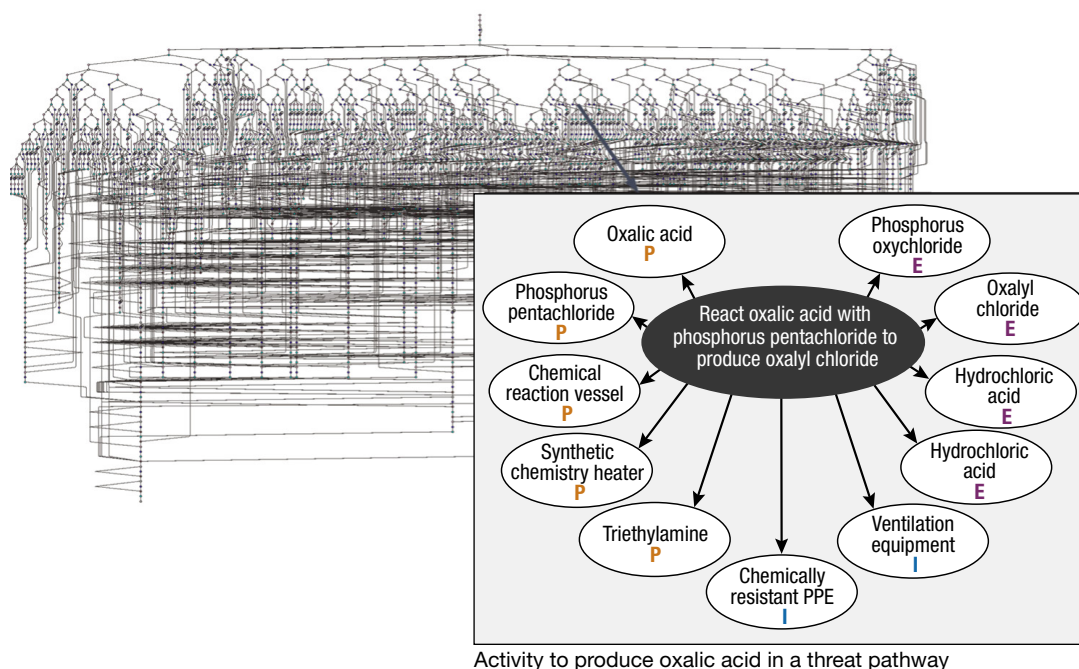 Oxalic acid
P
Phosphorus
oxychloride
E
Phosphorus
pentachloride
P
Oxalyl
chloride
E
React oxalic acid with
phosphorus pentachloride to
produce oxalyl chloride
Chemical
reaction vessel
P
Hydrochloric
acid
E
Synthetic
chemistry heater
P
Hydrochloric
acid
E
Triethylamine
P
Ventilation
equipment
I
Chemically
resistant PPE
I
Activity to produce oxalic acid in a threat pathway